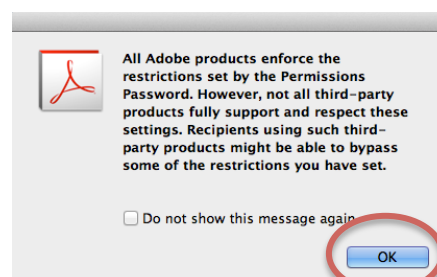 All Adobe products enforce the
restrictions set by the Permissions
Password. However, not all third-party
products fully support and respect these
settings. Recipients using such third-
party products might be able to bypass
some of the restrictions you have set.
Do not show this message again
OK